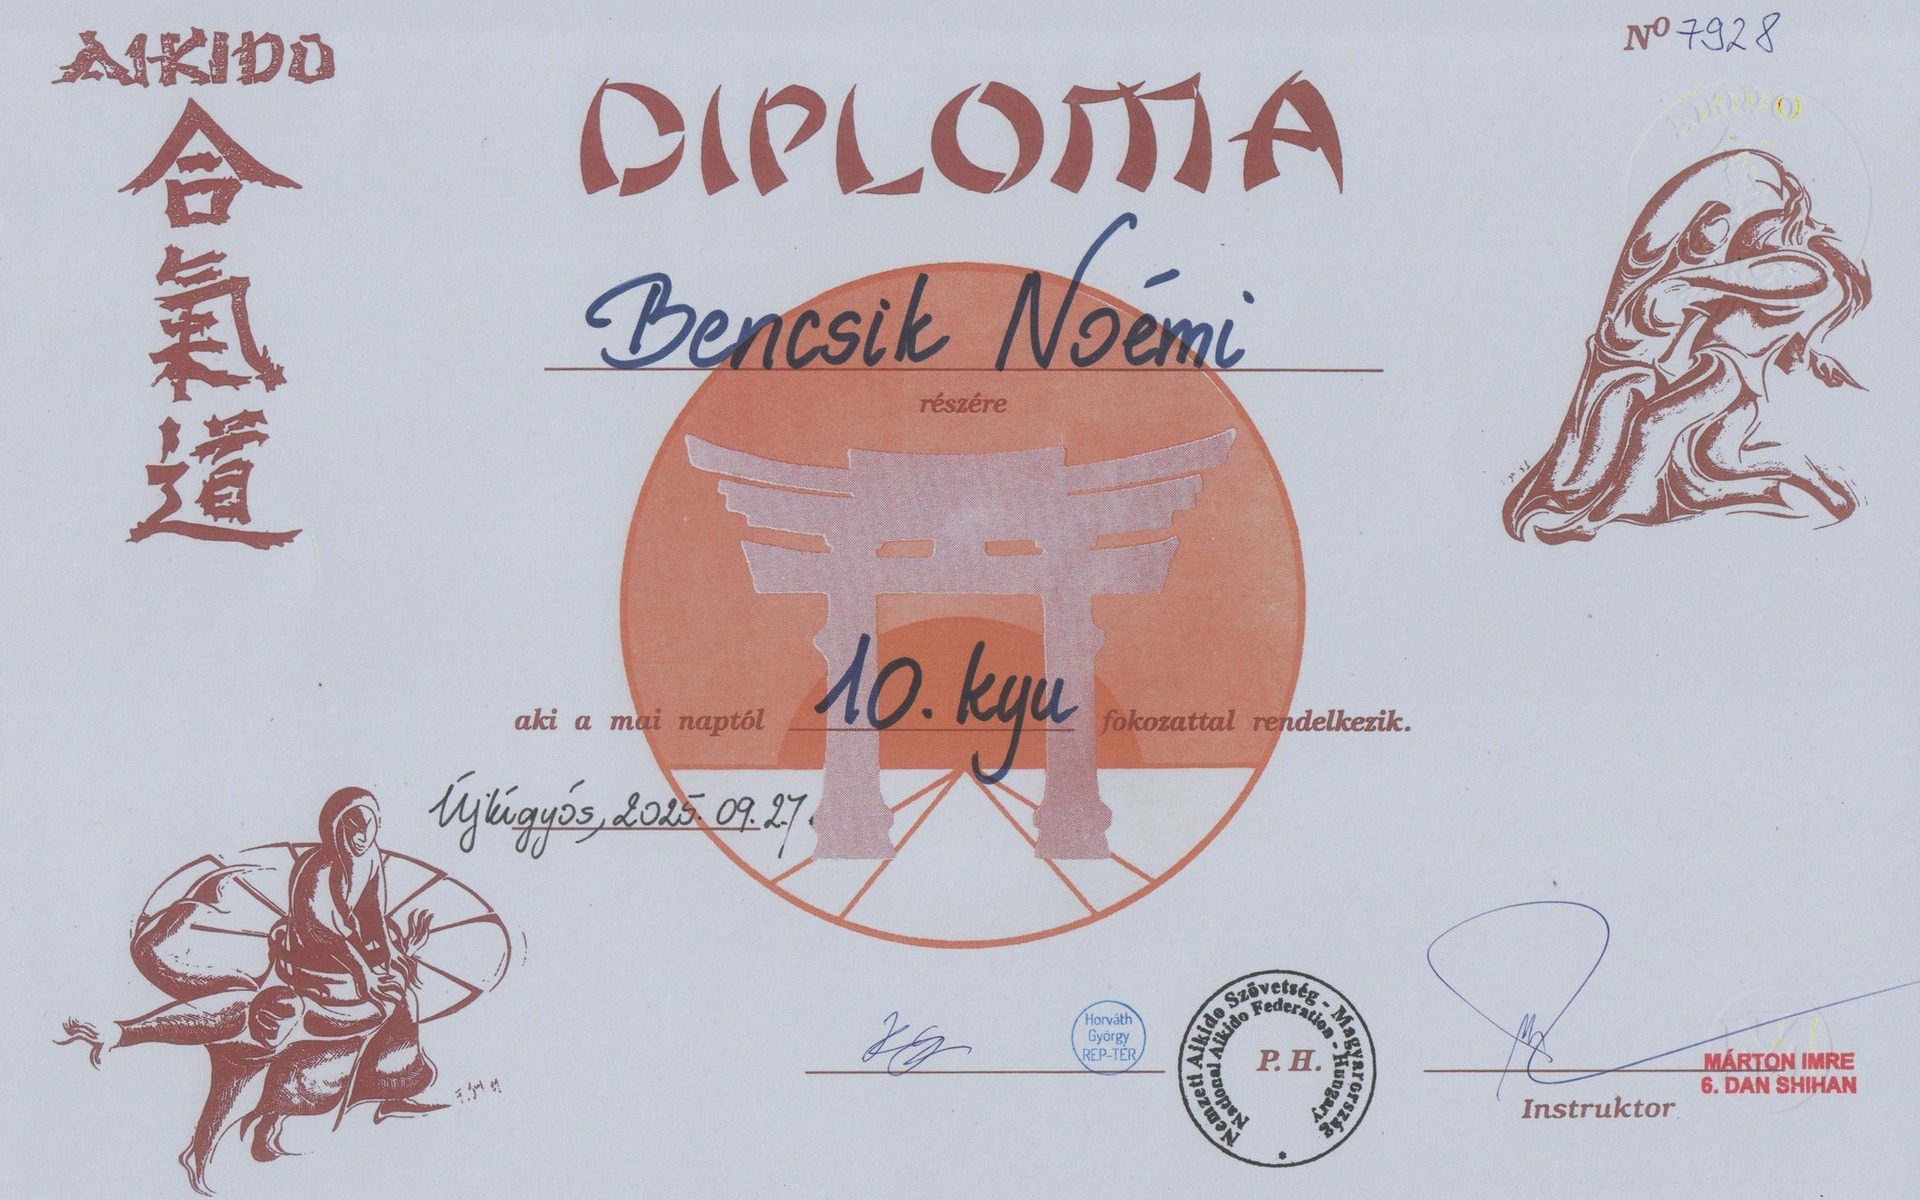 AIKIDO
合
氣
道
Nº 7928
DIPLOMA
Bencsik Noémi
részére
aki a mai naptól 10. kyu fokozattal rendelkezik.
Újkígyós, 2025. 09. 27.
Horváth
György
REP-TÉR
Nemzeti Aikido Szövetség - Magyarország
National Aikido Federation - Hungary
P. H.
MÁRTON IMRE
6. DAN SHIHAN
Instruktor